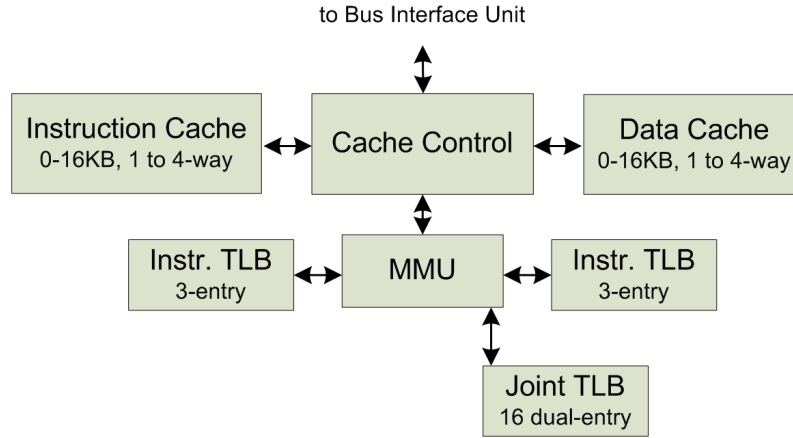 to Bus Interface Unit
Instruction Cache
0-16KB, 1 to 4-way
Cache Control
Data Cache
0-16KB, 1 to 4-way
Instr. TLB
3-entry
MMU
Instr. TLB
3-entry
Joint TLB
16 dual-entry